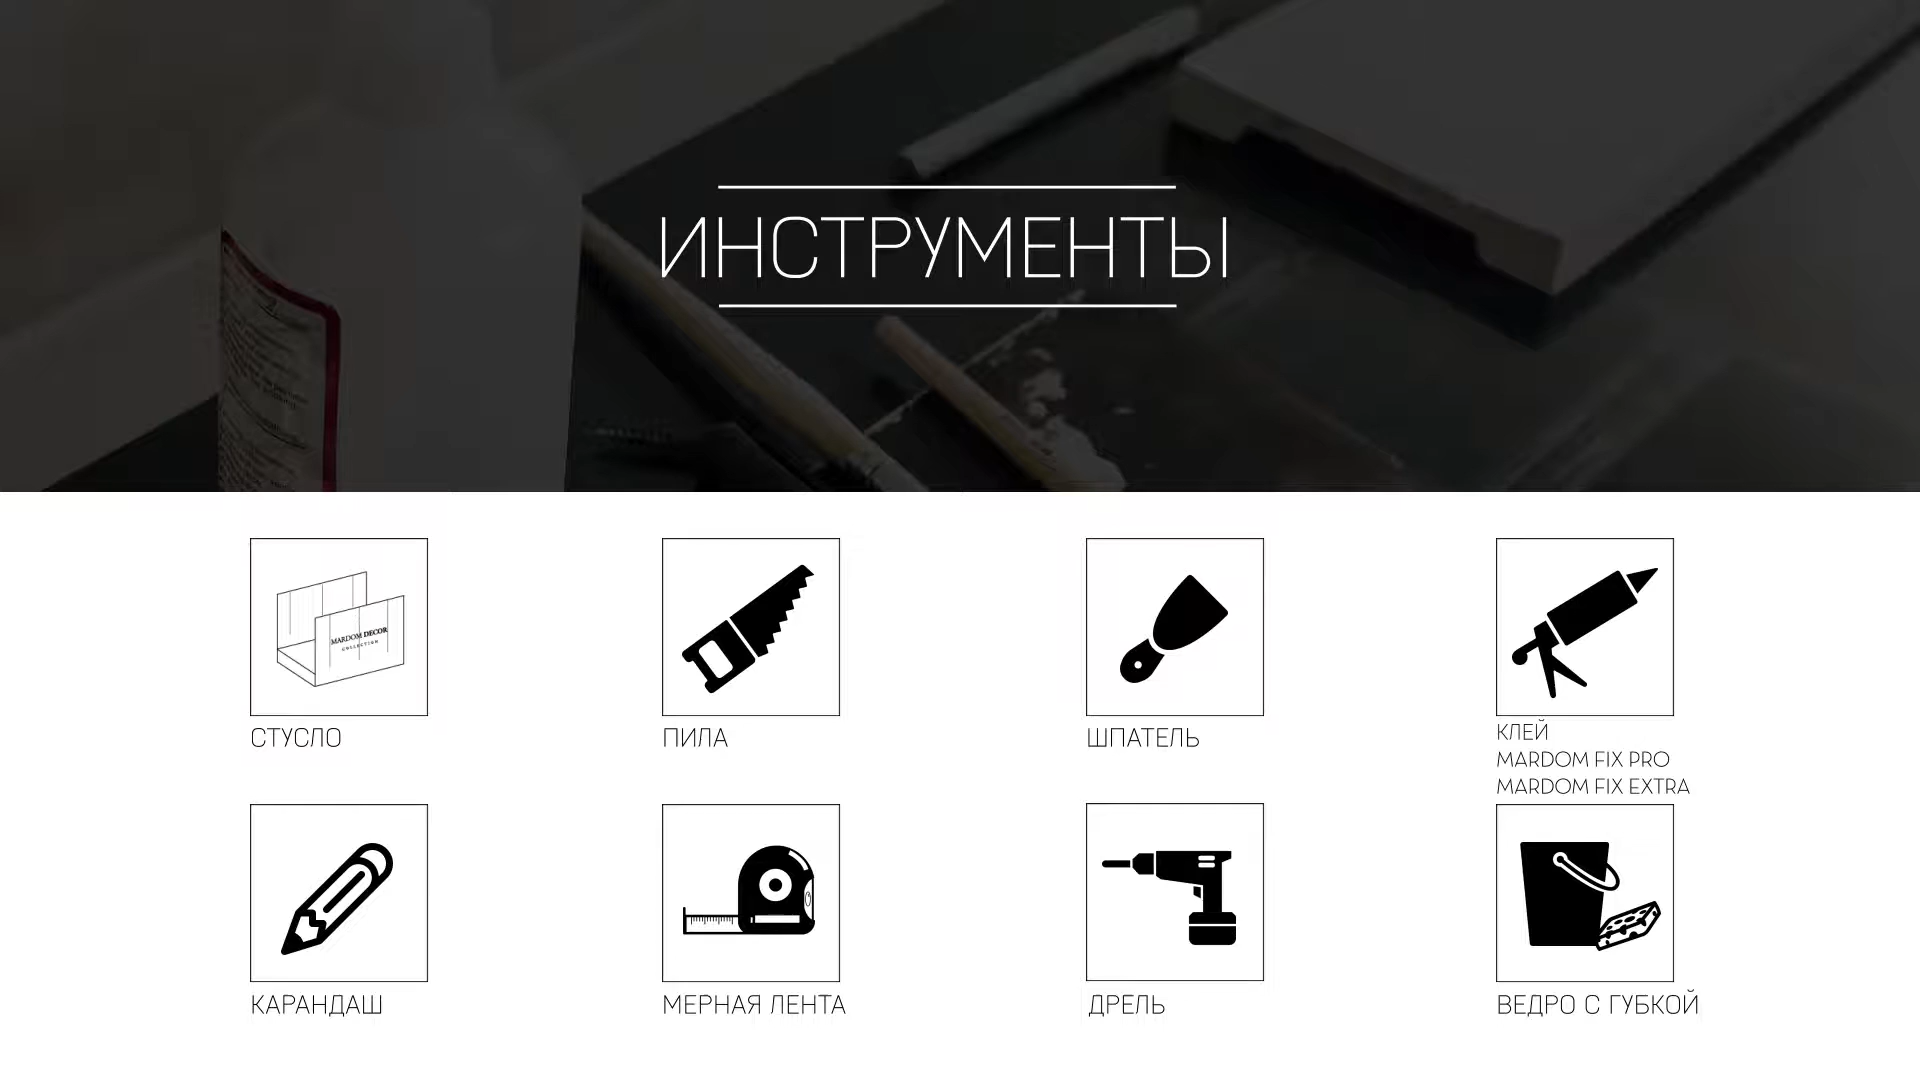 ИНСТРУМЕНТЫ
MARDOM DECOR
COLLECTION
СТУСЛО
ПИЛА
ШПАТЕЛЬ
КЛЕЙ
MARDOM FIX PRO
MARDOM FIX EXTRA
КАРАНДАШ
МЕРНАЯ ЛЕНТА
ДРЕЛЬ
ВЕДРО С ГУБКОЙ